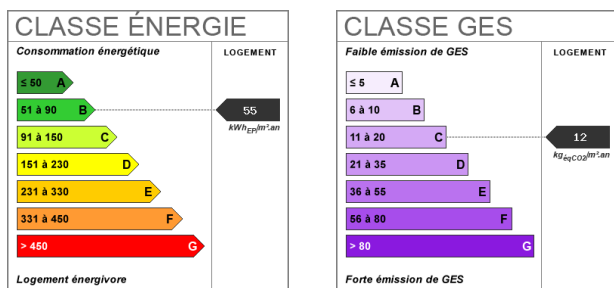 CLASSE ÉNERGIE
Consommation énergétique
LOGEMENT
≤ 50 A
51 à 90 B
55
kWhEP/m².an
91 à 150 C
151 à 230 D
231 à 330 E
331 à 450 F
> 450 G
Logement énergivore
CLASSE GES
Faible émission de GES
LOGEMENT
≤ 5 A
6 à 10 B
11 à 20 C
12
kgéqCO2/m².an
21 à 35 D
36 à 55 E
56 à 80 F
> 80 G
Forte émission de GES